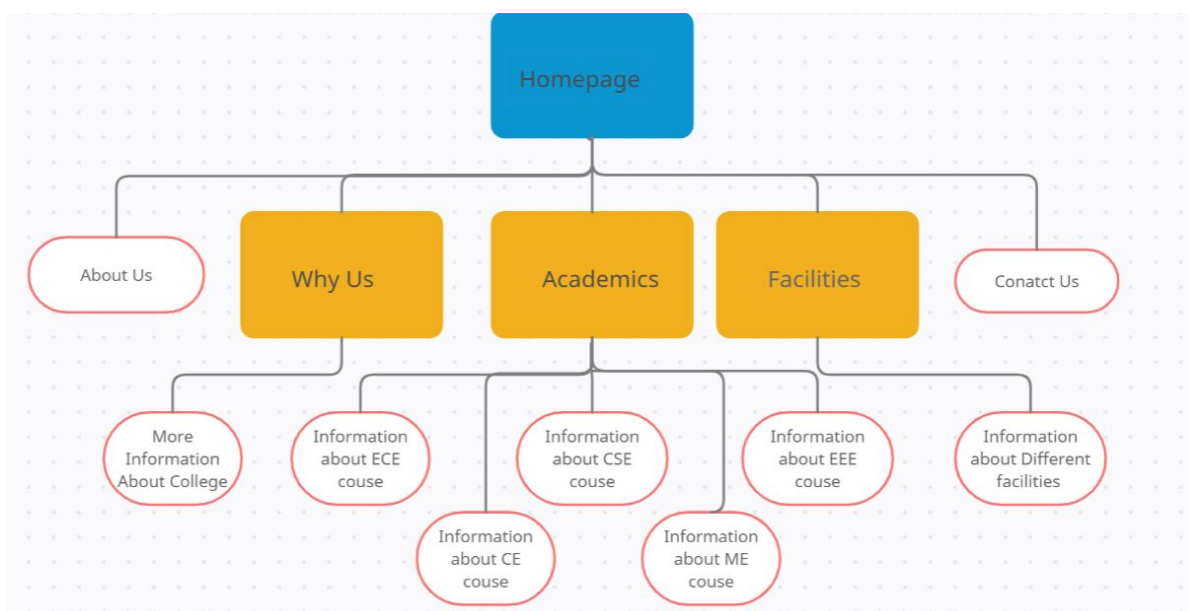 Homepage
About Us
Why Us
Academics
Facilities
Conatct Us
More
Information
About College
Information
about ECE
couse
Information
about CSE
couse
Information
about EEE
couse
Information
about Different
facilities
Information
about CE
couse
Information
about ME
couse